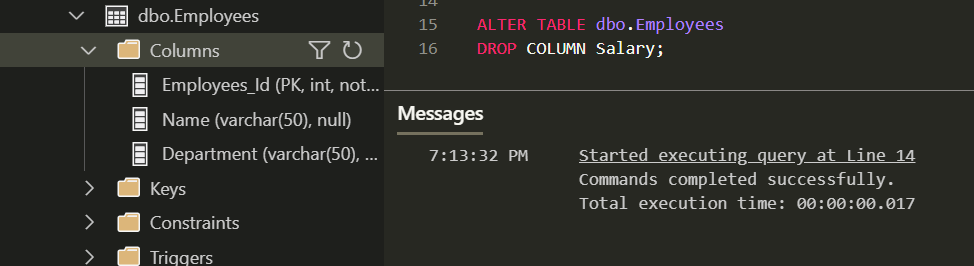 dbo.Employees
Columns
Employees_Id (PK, int, not...
Name (varchar(50), null)
Department (varchar(50), ...
Keys
Constraints
Triggers
14
15 ALTER TABLE dbo.Employees
16 DROP COLUMN Salary;
Messages
7:13:32 PM Started executing query at Line 14
Commands completed successfully.
Total execution time: 00:00:00.017